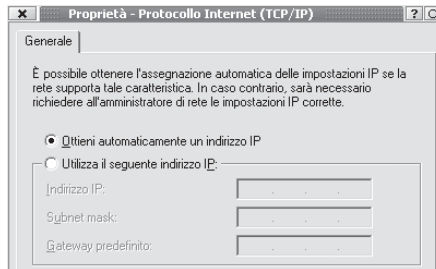 Proprietà - Protocollo Internet (TCP/IP)
Generale
È possibile ottenere l'assegnazione automatica delle impostazioni IP se la
rete supporta tale caratteristica. In caso contrario, sarà necessario
richiedere all'amministratore di rete le impostazioni IP corrette.
Ottieni automaticamente un indirizzo IP
Utilizza il seguente indirizzo IP:
Indirizzo IP:
Subnet mask:
Gateway predefinito: